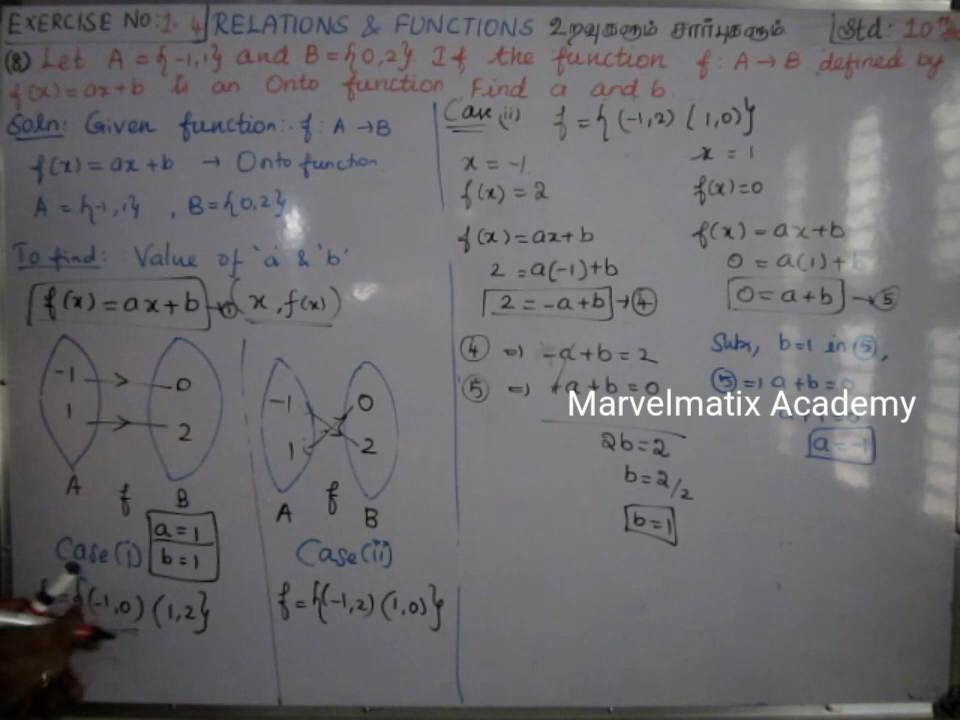 EXERCISE No: 1.4 RELATIONS & FUNCTIONS உறவுகளும் சார்புகளும் Std: 10th
(8) Let A = {-1,1} and B = {0,2} If the function f: A → B defined by
f(x) = ax+b is an Onto function Find a and b.
Soln: Given function:- f: A → B
f(x) = ax+b → Onto function
A = {-1,1} , B = {0,2}
To find: Value of 'a' & 'b'
f(x) = ax+b → ① (x, f(x))
-1 0
1 2
A f B
a = 1
b = 1
Case (i)
f = {(-1,0) (1,2)}
-1 0
1 2
A f B
Case (ii)
f = {(-1,2) (1,0)}
Case (ii) f = {(-1,2) (1,0)}
x = -1
f(x) = 2
f(x) = ax+b
2 = a(-1)+b
2 = -a+b → ④
x = 1
f(x) = 0
f(x) = ax+b
0 = a(1)+b
0 = a+b → ⑤
④ ⇒ -a+b = 2
⑤ ⇒ +a+b = 0
2b = 2
b = 2/2
b = 1
Subs, b=1 in ⑤,
⑤ ⇒ a+b = 0
a = -1
Marvelmatix Academy